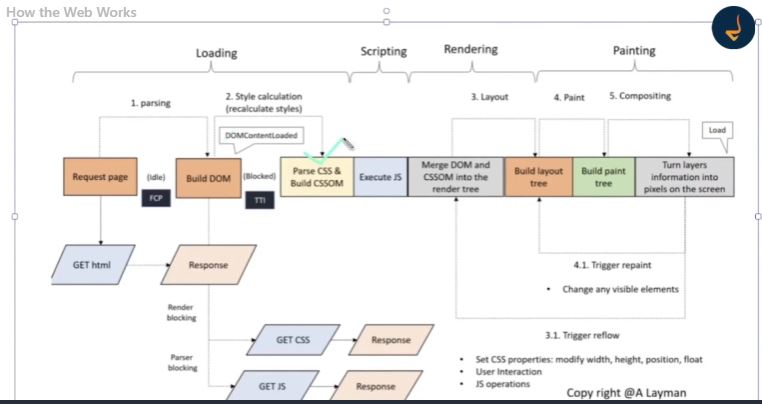 How the Web Works
Loading
Scripting
Rendering
Painting
1. parsing
2. Style calculation
(recalculate styles)
3. Layout
4. Paint
5. Compositing
DOMContentLoaded
Load
Request page
(Idle)
FCP
Build DOM
(Blocked)
TTI
Parse CSS &
Build CSSOM
Execute JS
Merge DOM and
CSSOM into the
render tree
Build layout
tree
Build paint
tree
Turn layers
information into
pixels on the screen
GET html
Response
4.1. Trigger repaint
• Change any visible elements
Render
blocking
GET CSS
Response
3.1. Trigger reflow
Parser
blocking
GET JS
Response
• Set CSS properties: modify width, height, position, float
• User Interaction
• JS operations
Copy right @A Layman